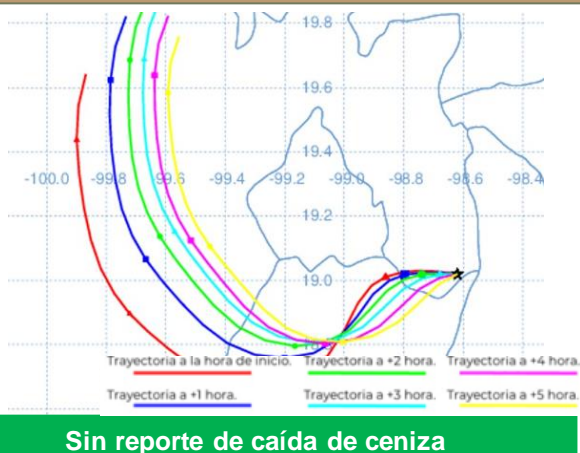 19.8
19.6
19.4
-100.0 -99.8 -99.6 -99.4 -99.2 -99.0 -98.8 -98.6 -98.4
19.2
19.0
Trayectoria a la hora de inicio. Trayectoria a +2 hora. Trayectoria a +4 hora.
Trayectoria a +1 hora. Trayectoria a +3 hora. Trayectoria a +5 hora.
Sin reporte de caída de ceniza